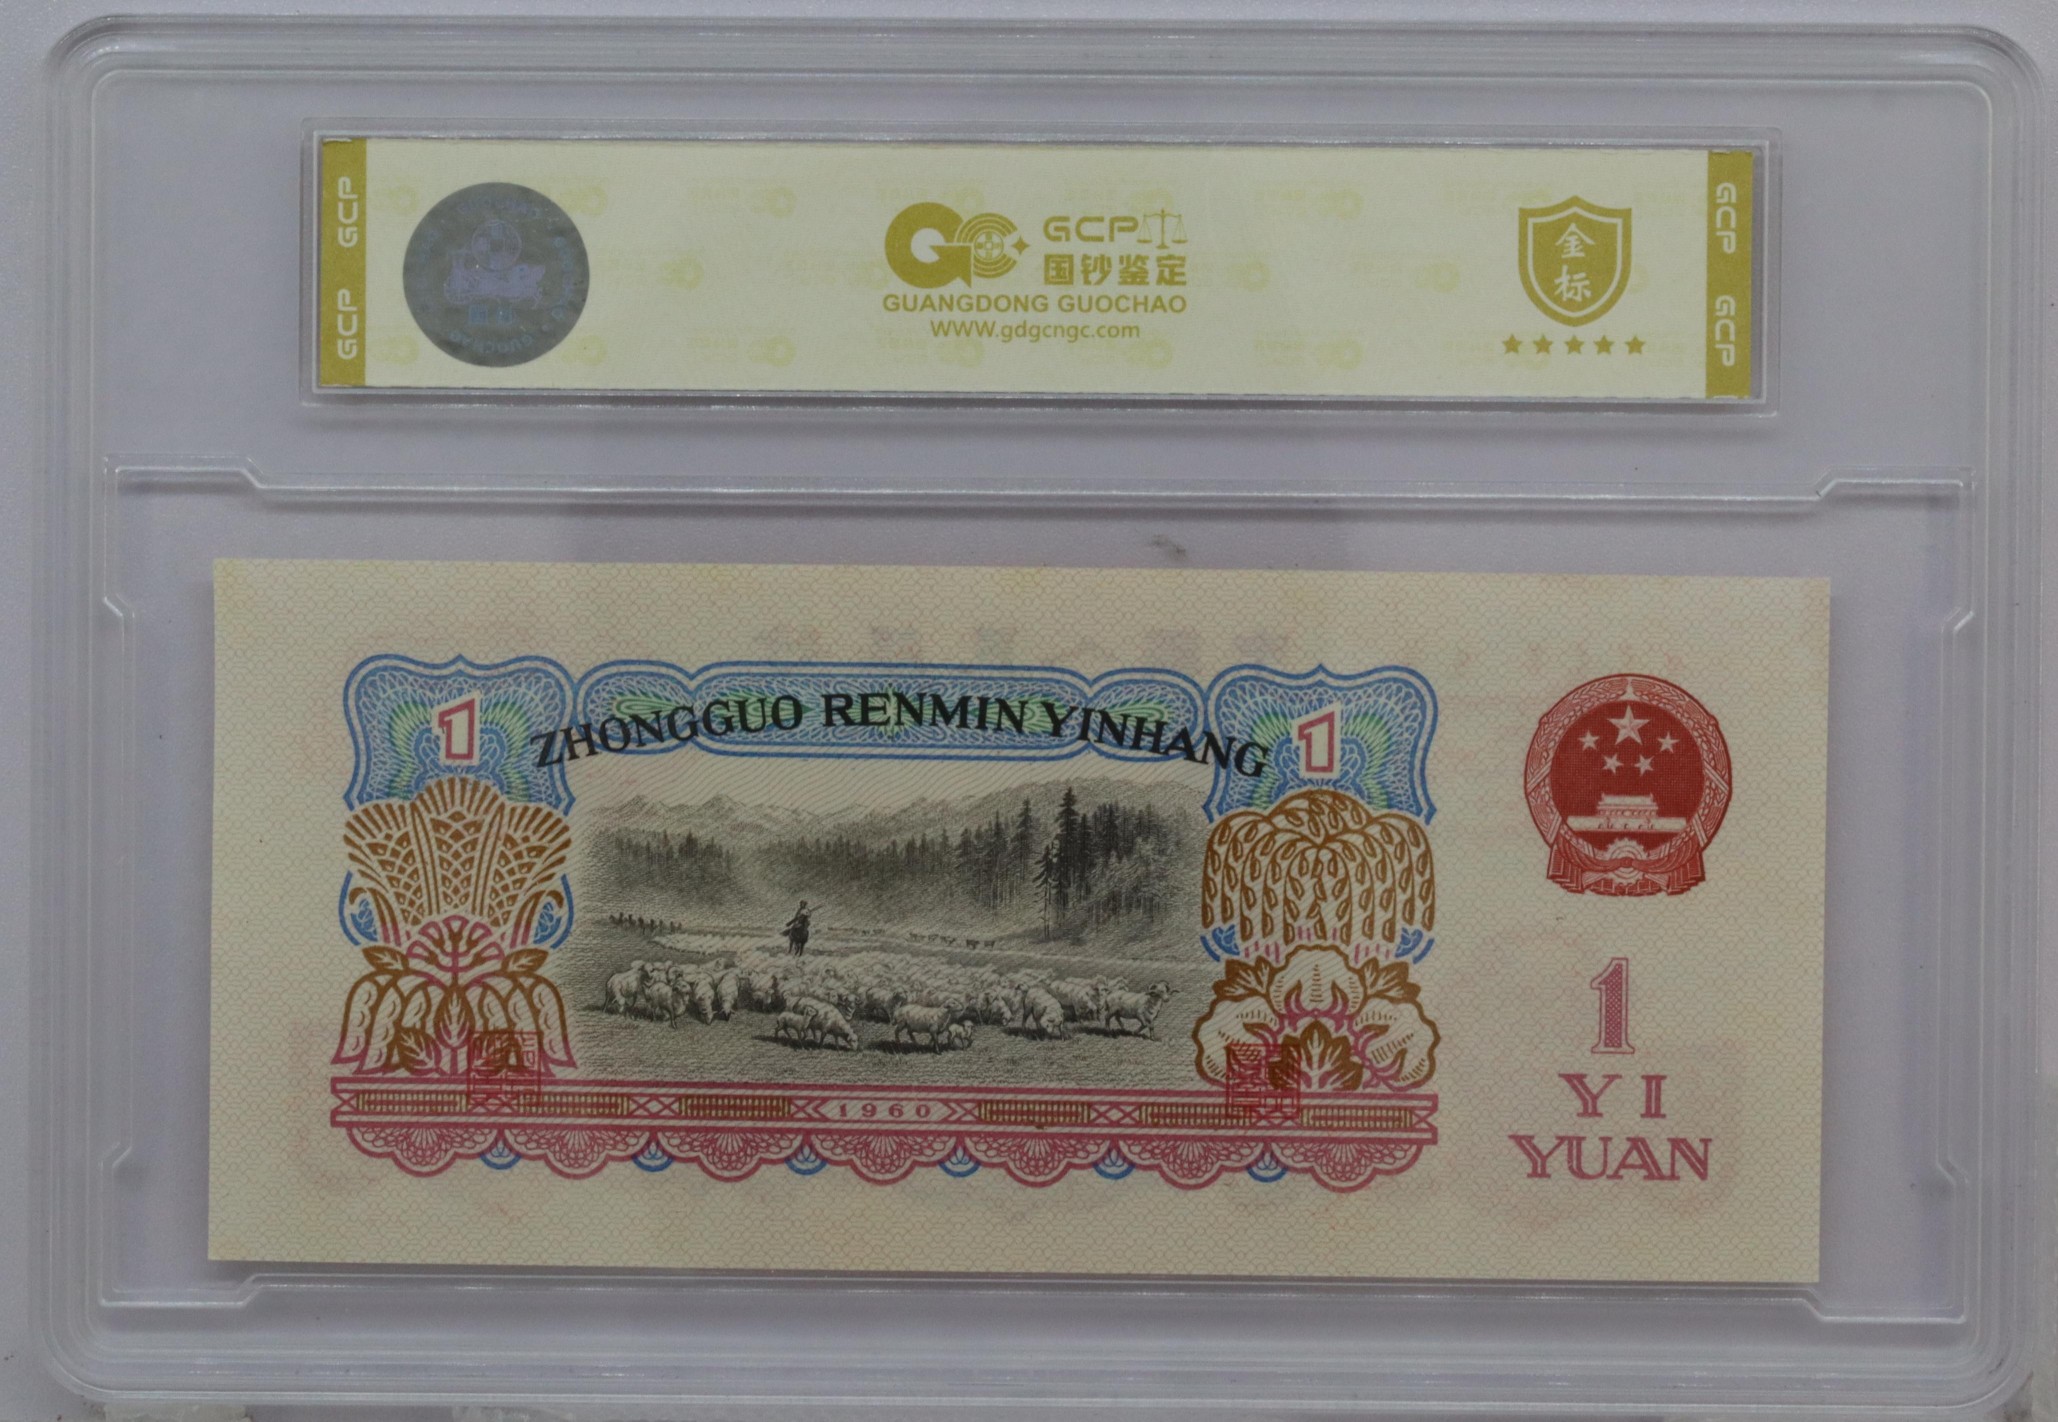 GCP
GCP
GCP
国钞鉴定
GUANGDONG GUOCHAO
WWW.gdgcngc.com
金
标
GCP
GCP
1
ZHONGGUO RENMIN YINHANG
1
1960
1
YI
YUAN